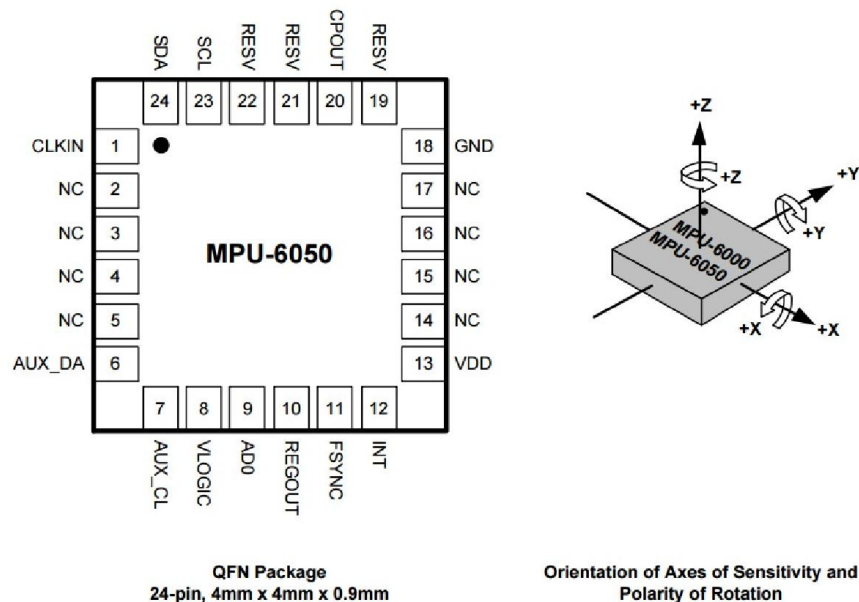 SDA
SCL
RESV
RESV
CPOUT
RESV
24
23
22
21
20
19
CLKIN 1
18 GND
NC 2
17 NC
NC 3
16 NC
NC 4
15 NC
NC 5
14 NC
AUX_DA 6
13 VDD
MPU-6050
7
8
9
10
11
12
AUX_CL
VLOGIC
AD0
REGOUT
FSYNC
INT
QFN Package
24-pin, 4mm x 4mm x 0.9mm
+Z
+Z
+Y
+Y
MPU-6000
MPU-6050
+X
+X
Orientation of Axes of Sensitivity and
Polarity of Rotation